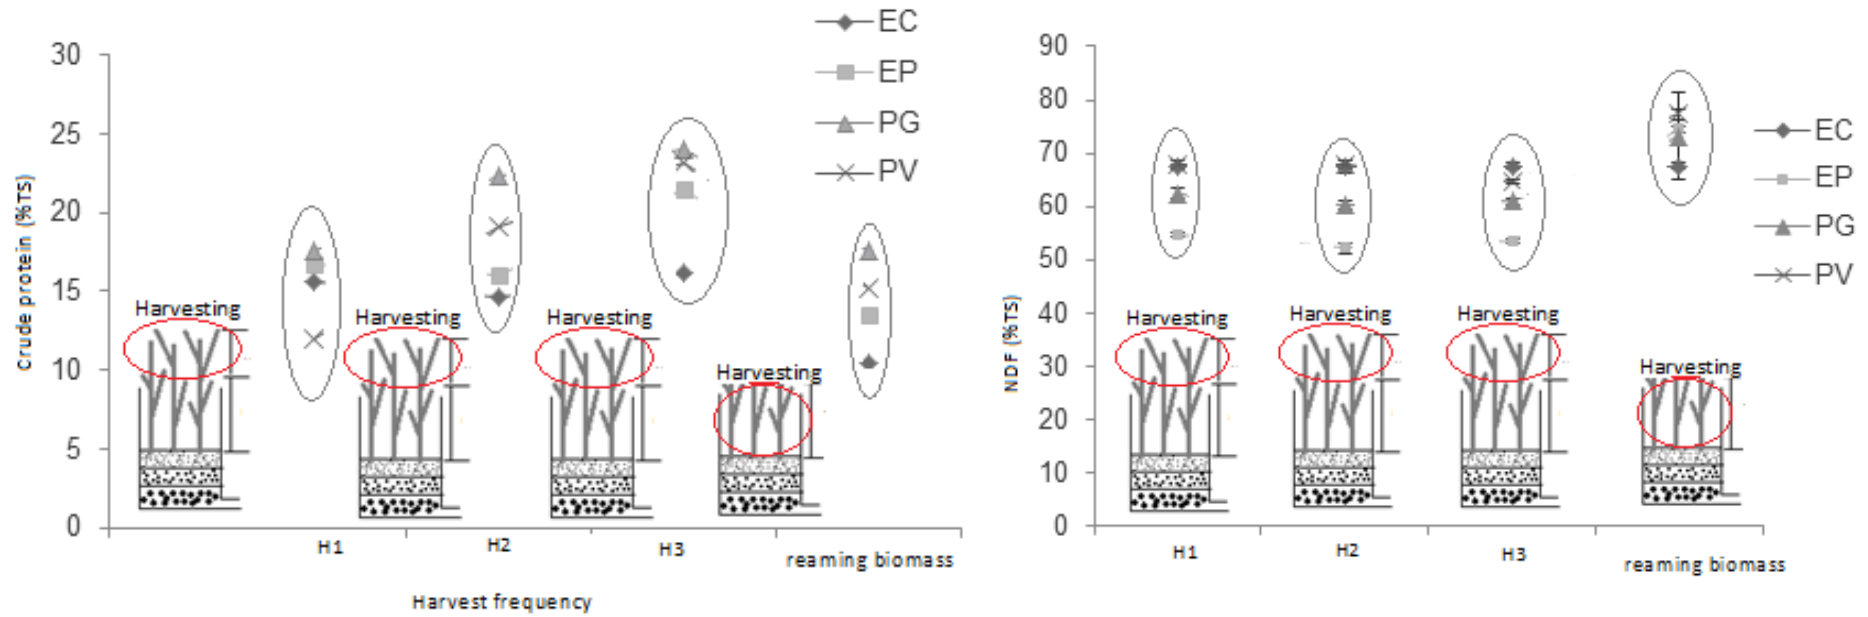 EC
EP
PG
PV
30
25
20
15
10
5
0
Crude protein (%TS)
Harvesting
Harvesting
Harvesting
Harvesting
H1
H2
H3
reaming biomass
Harvest frequency
90
80
70
60
50
40
30
20
10
0
NDF (%TS)
EC
EP
PG
PV
Harvesting
Harvesting
Harvesting
Harvesting
H1
H2
H3
reaming biomass